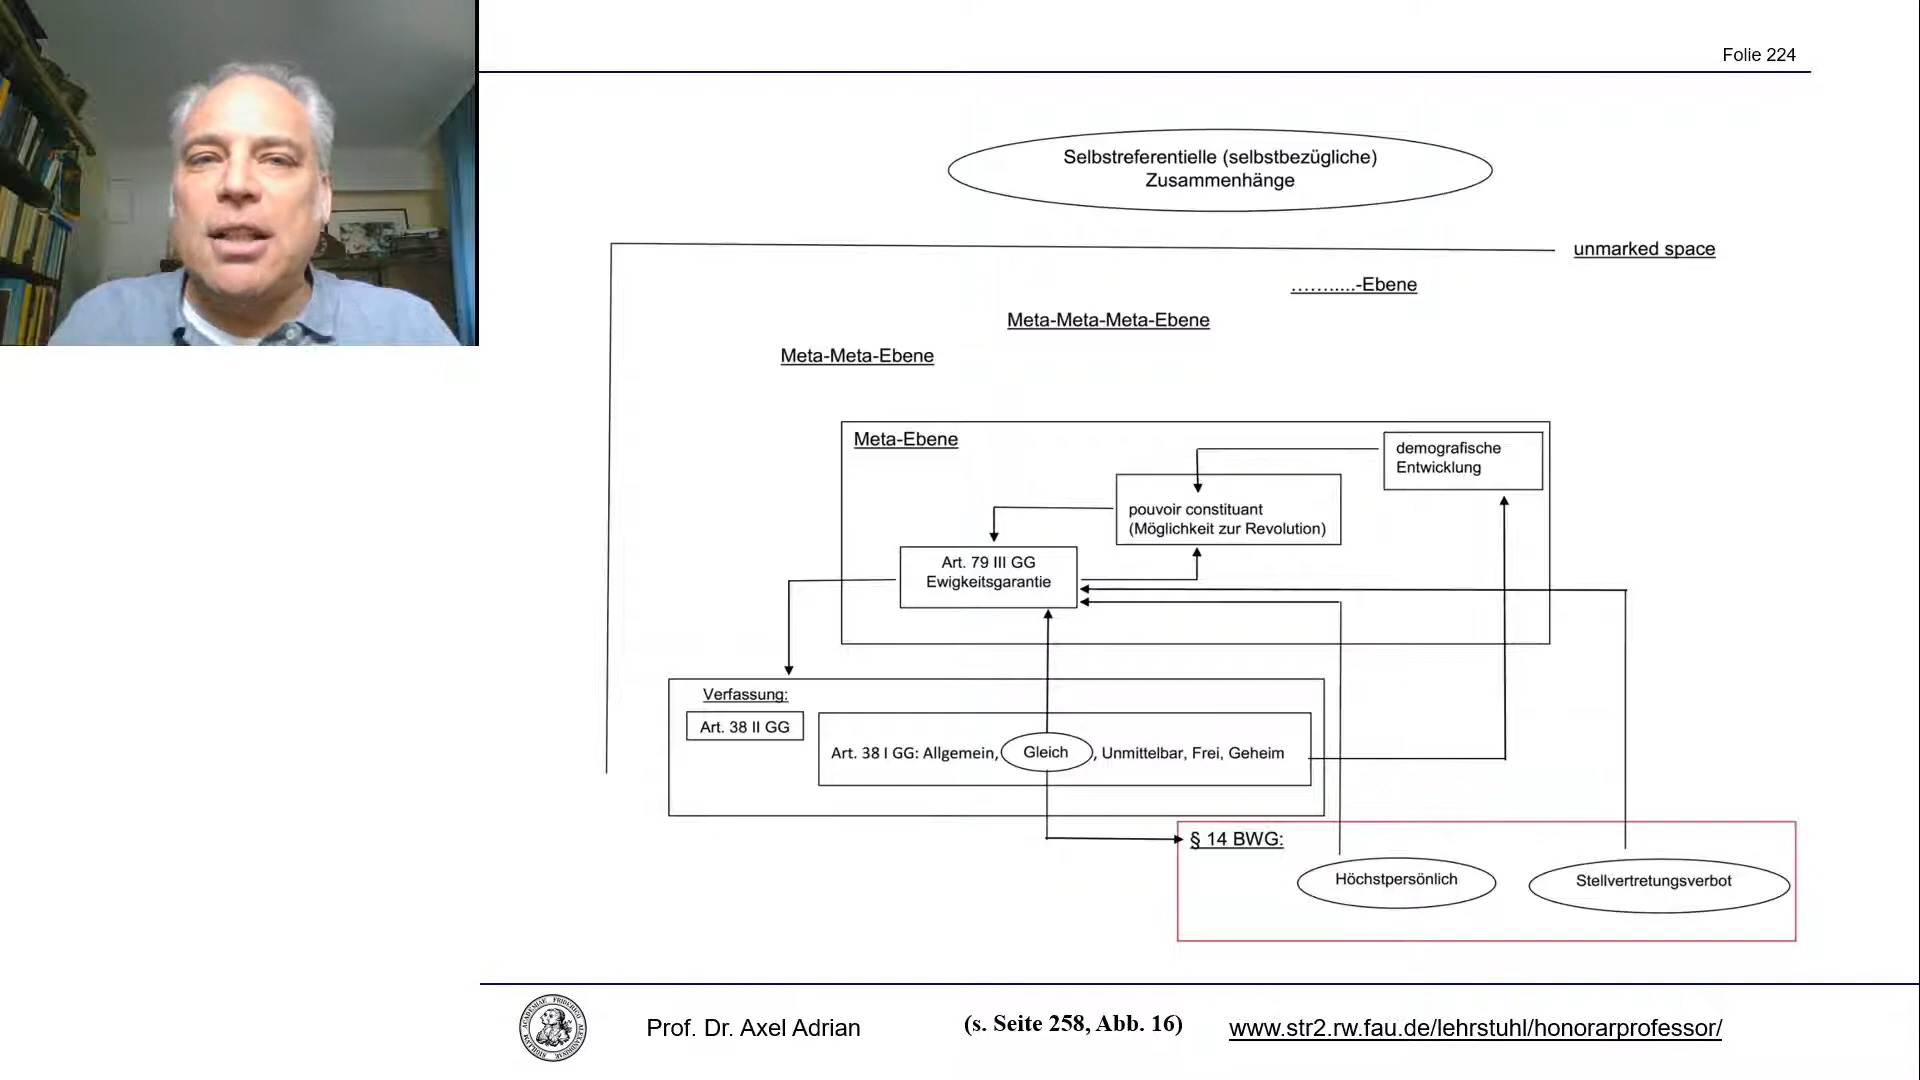 Folie 224
Selbstreferentielle (selbstbezügliche)
Zusammenhänge
unmarked space
...........-Ebene
Meta-Meta-Meta-Ebene
Meta-Meta-Ebene
Meta-Ebene
demografische
Entwicklung
pouvoir constituant
(Möglichkeit zur Revolution)
Art. 79 III GG
Ewigkeitsgarantie
Verfassung:
Art. 38 II GG
Art. 38 I GG: Allgemein, Gleich , Unmittelbar, Frei, Geheim
§ 14 BWG:
Höchstpersönlich
Stellvertretungsverbot
Prof. Dr. Axel Adrian
(s. Seite 258, Abb. 16)
www.str2.rw.fau.de/lehrstuhl/honorarprofessor/